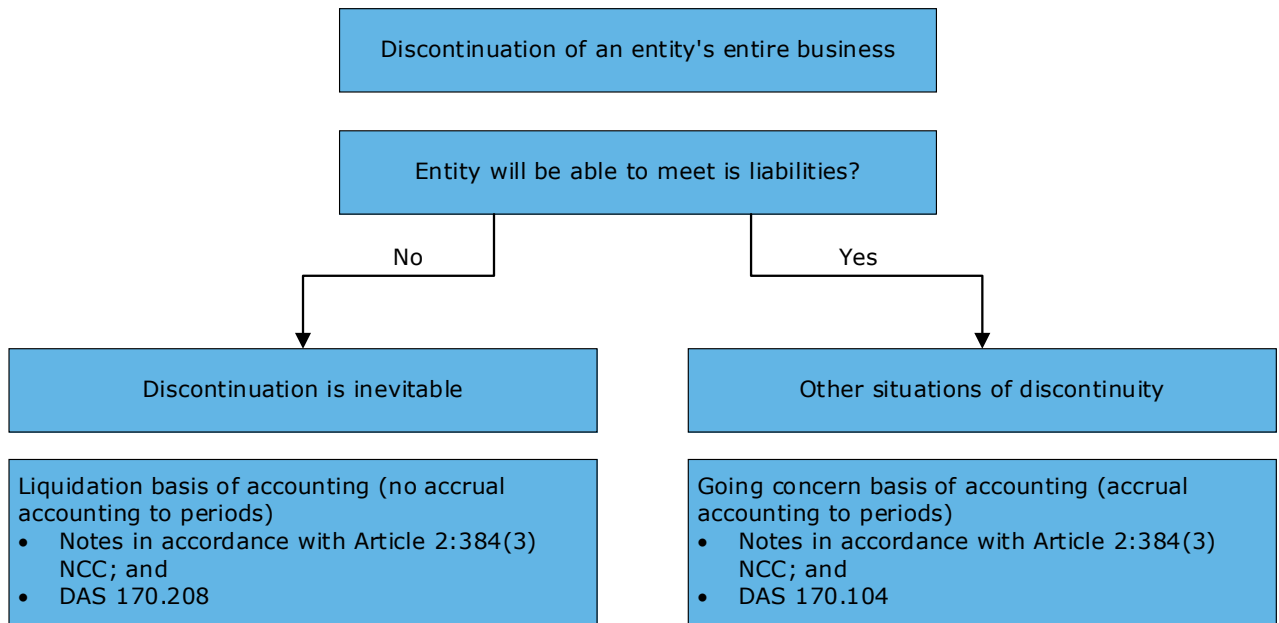 Discontinuation of an entity's entire business
Entity will be able to meet is liabilities?
No
Yes
Discontinuation is inevitable
Other situations of discontinuity
Liquidation basis of accounting (no accrual
accounting to periods)
• Notes in accordance with Article 2:384(3)
NCC; and
• DAS 170.208
Going concern basis of accounting (accrual
accounting to periods)
• Notes in accordance with Article 2:384(3)
NCC; and
• DAS 170.104